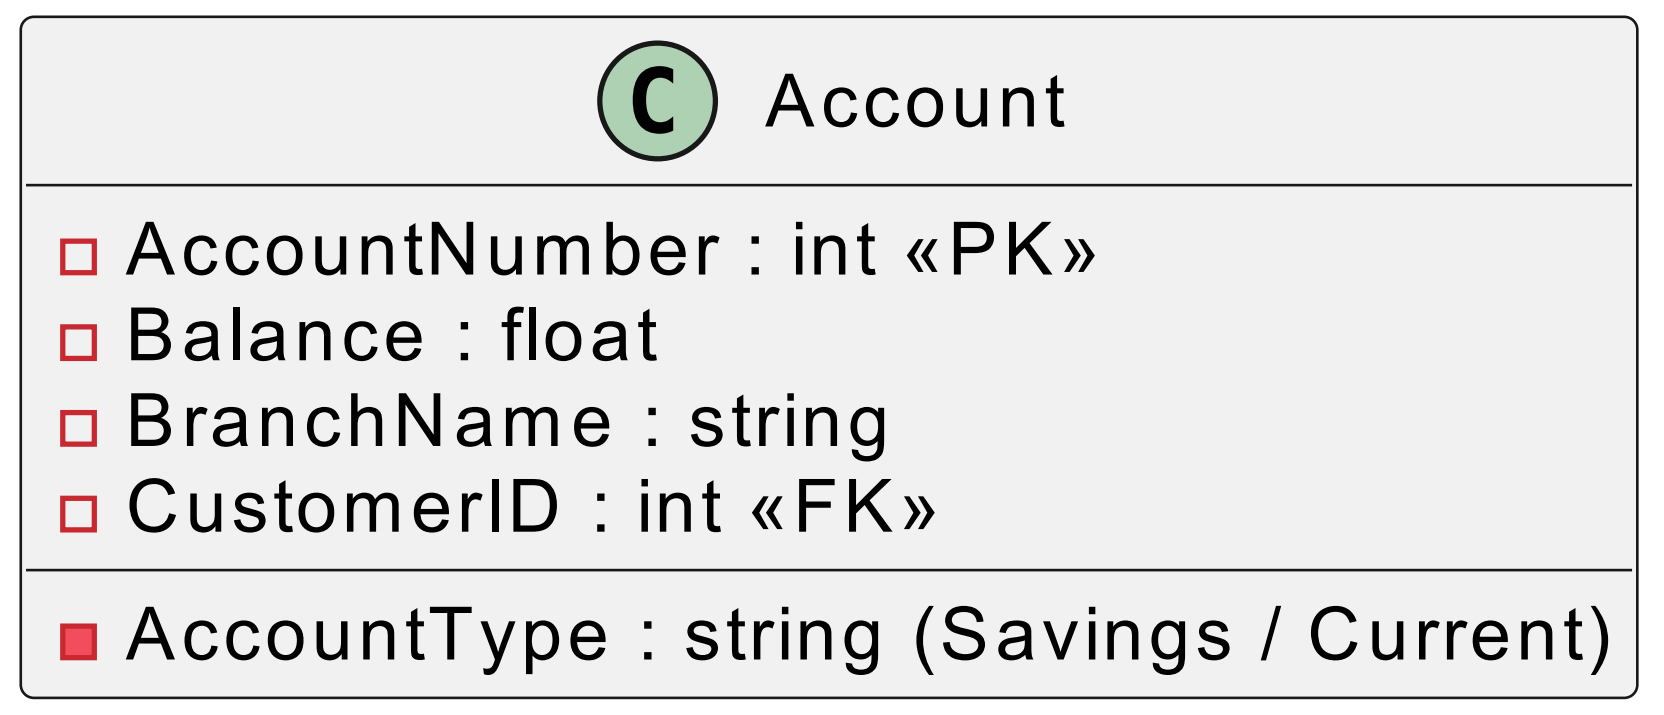 C Account
AccountNumber : int «PK»
Balance : float
BranchName : string
CustomerID : int «FK»
AccountType : string (Savings / Current)